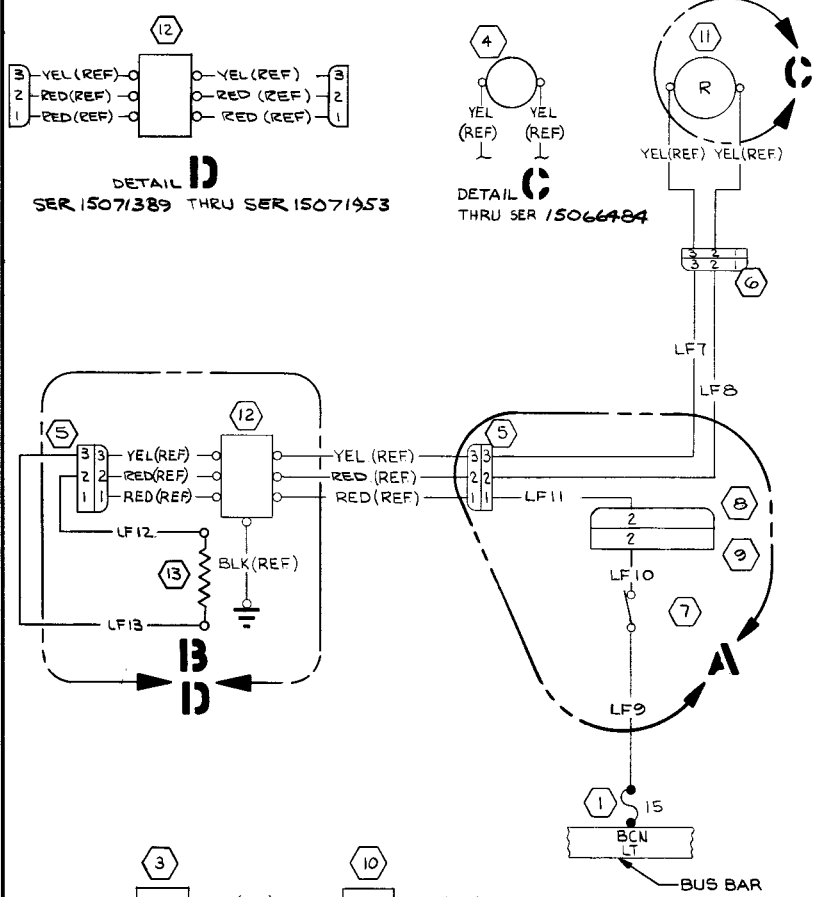 12
3 YEL (REF) YEL (REF) 3
2 RED (REF) RED (REF) 2
1 RED (REF) RED (REF) 1
DETAIL D
SER 15071389 THRU SER 15071953
4
YEL (REF) YEL (REF)
DETAIL C
THRU SER 15066484
11
R
C
YEL (REF) YEL (REF)
3 2 1
3 2 1
6
LF7
LF8
5
12
3 3 YEL (REF) YEL (REF) 3 3
2 2 RED (REF) RED (REF) 2 2
1 1 RED (REF) RED (REF) 1 1
5
LF11
2
8
2
9
LF12
13
BLK (REF)
LF13
B
D
LF10
7
A
LF9
1
15
BCN
LT
BUS BAR
3
10